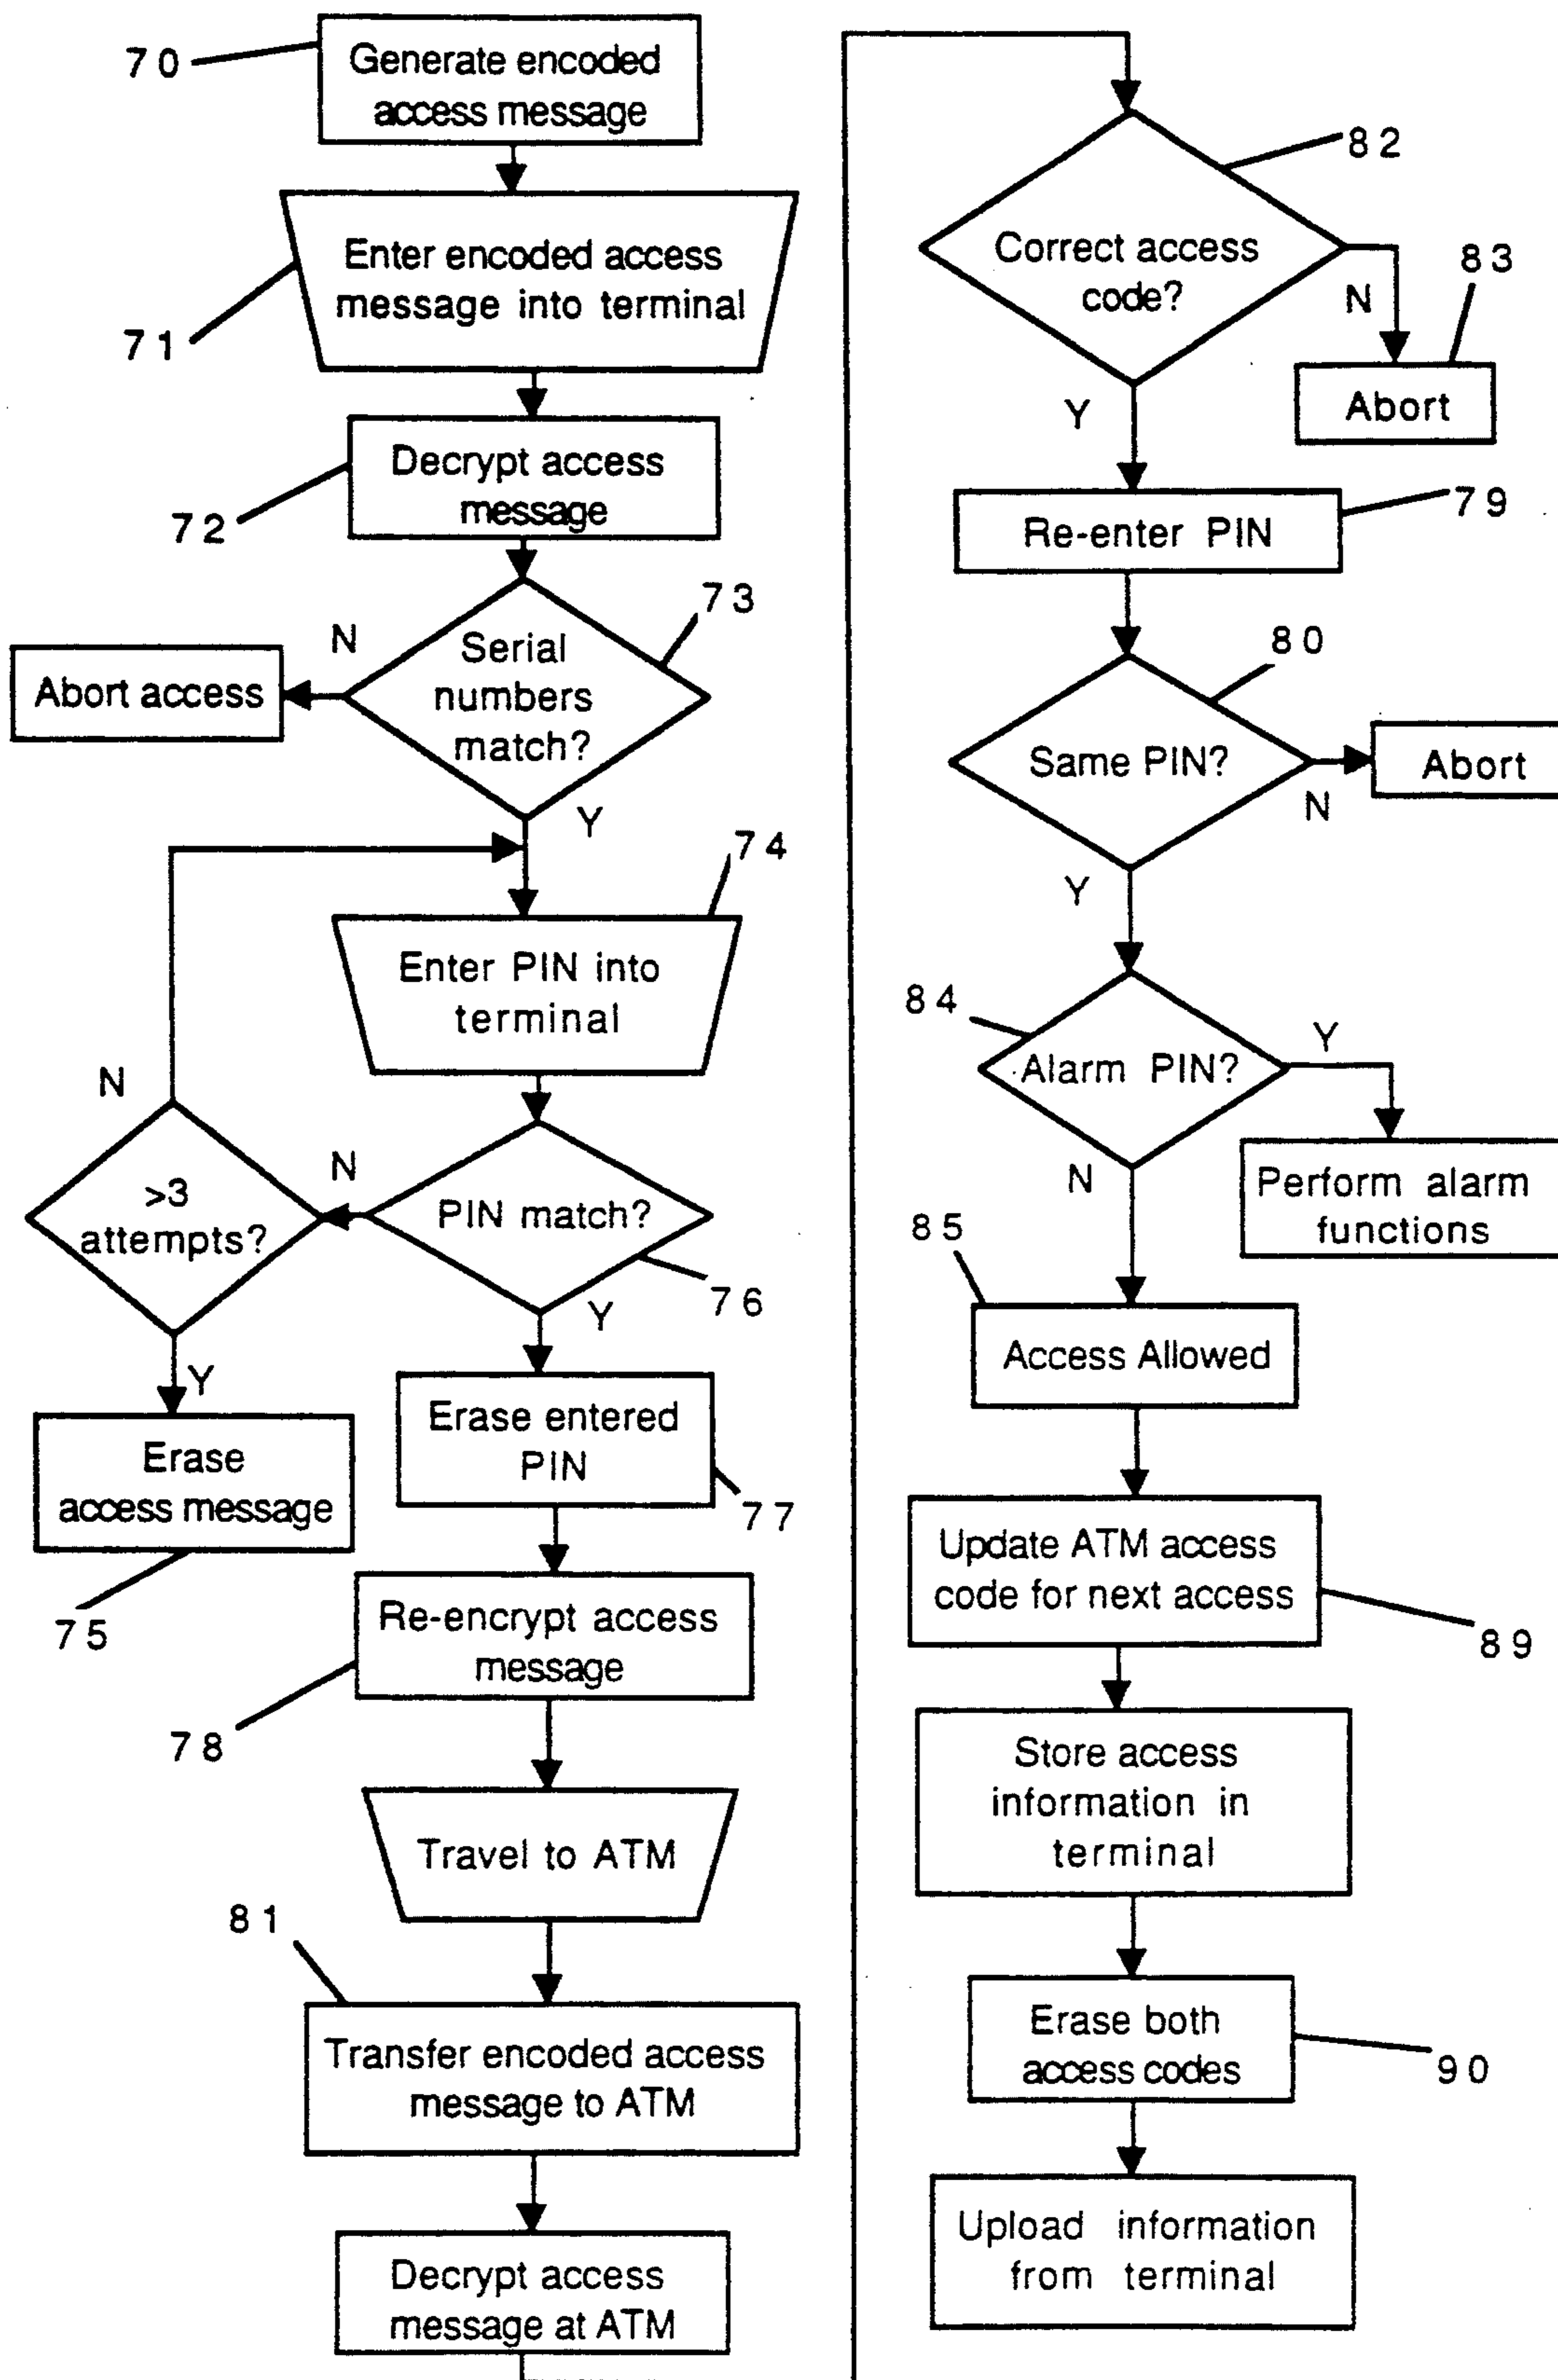 70
Generate encoded
access message
Enter encoded access
message into terminal
71
Decrypt access
message
72
73
Serial
numbers
match?
N
Abort access
Y
74
Enter PIN into
terminal
N
>3
attempts?
N
PIN match?
76
Y
Y
Erase
access message
75
Erase entered
PIN
77
Re-encrypt access
message
78
Travel to ATM
81
Transfer encoded access
message to ATM
Decrypt access
message at ATM
82
Correct access
code?
N
83
Abort
Y
Re-enter PIN
79
80
Same PIN?
N
Abort
Y
84
Alarm PIN?
Y
Perform alarm
functions
N
85
Access Allowed
Update ATM access
code for next access
89
Store access
information in
terminal
Erase both
access codes
90
Upload information
from terminal